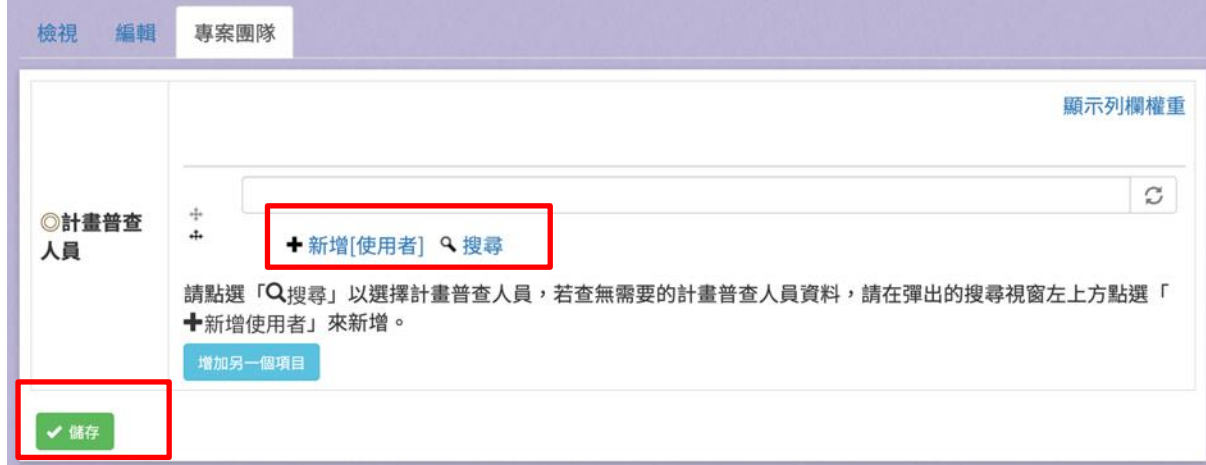 檢視 編輯 專案團隊
顯示列欄權重
◎計畫普查
人員
新增[使用者] 搜尋
請點選「搜尋」以選擇計畫普查人員，若查無需要的計畫普查人員資料，請在彈出的搜尋視窗左上方點選「
新增使用者」來新增。
增加另一個項目
儲存